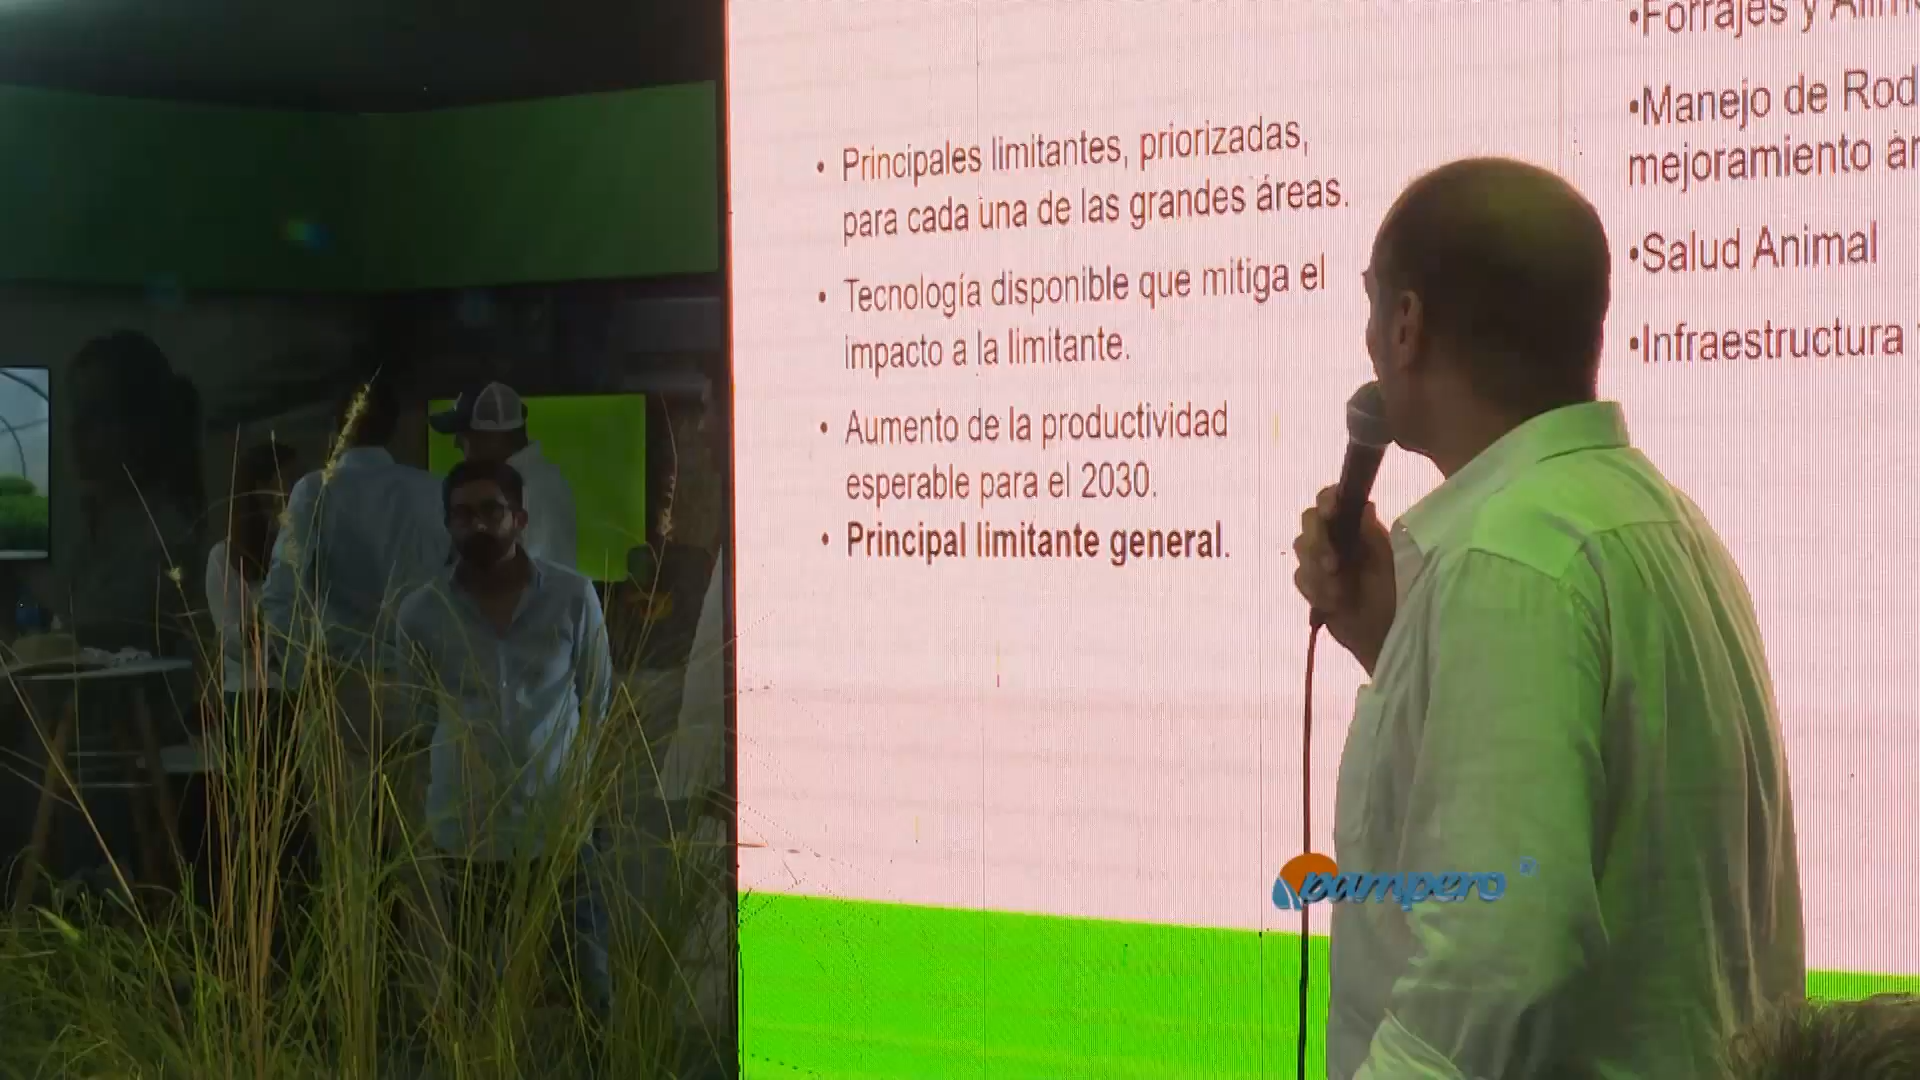 • Principales limitantes, priorizadas,
para cada una de las grandes áreas.
• Tecnología disponible que mitiga el
impacto a la limitante.
• Aumento de la productividad
esperable para el 2030.
• Principal limitante general.
•Forrajes y
•Manejo de
mejoramiento
•Salud Animal
•Infraestructura
pampero